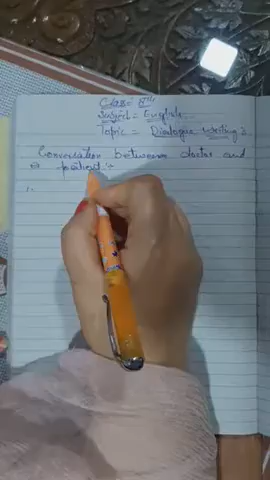 Class = 8th
Subject = English
Topic = Dialogue writing
Conversation between doctor and
patient :-